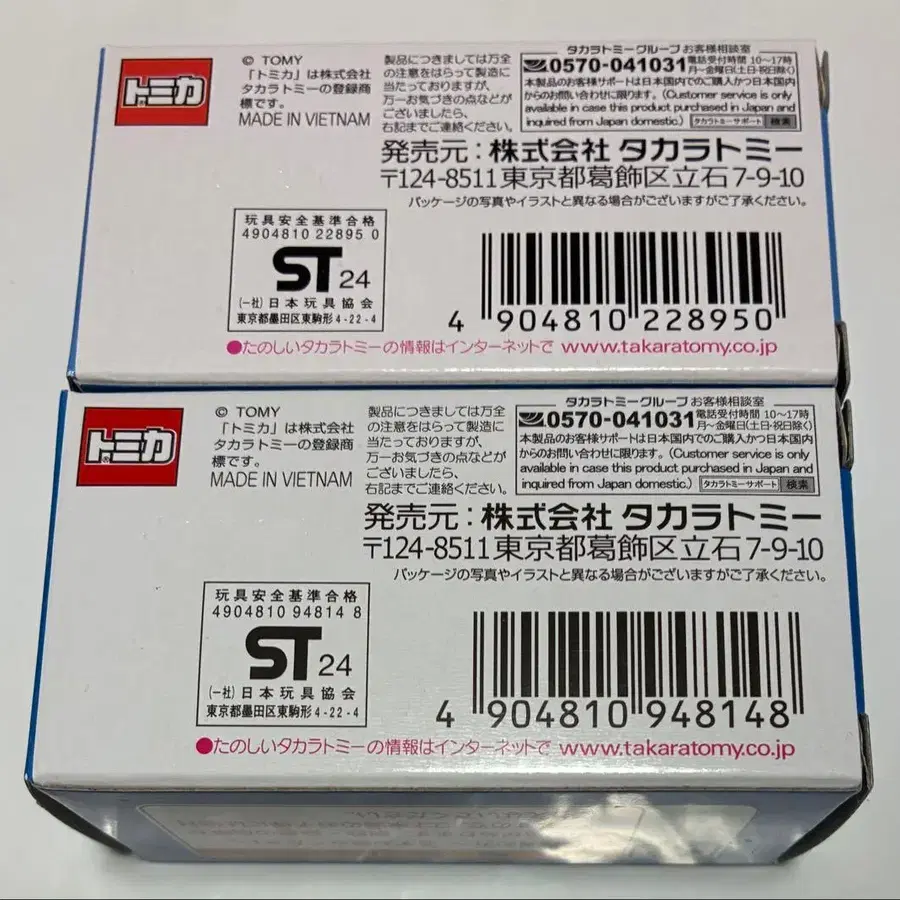 トミカ
© TOMY
「トミカ」は株式会社
タカラトミーの登録商
標です。
MADE IN VIETNAM
製品につきましては万全
の注意をはらって製造に
当たっておりますが、
万一お気づきの点などが
ございましたら、
右記までご連絡ください。
タカラトミーグループ お客様相談室
0570-041031 電話受付時間 10~17時
月~金曜日(土・日・祝日除く)
本製品のお客様サポートは日本国内でのご購入かつ日本国内
からのお問い合わせに限ります。(Customer service is only
available in case this product purchased in Japan and
inquired from Japan domestic.) タカラトミーサポート 検索
発売元:株式会社 タカラトミー
〒124-8511東京都葛飾区立石7-9-10
パッケージの写真やイラストと異なる場合がございますがご了承ください。
玩具安全基準合格
4904810 22895 0
ST 24
(一社)日本玩具協会
東京都墨田区東駒形4-22-4
4 904810 228950
●たのしいタカラトミーの情報はインターネットで www.takaratomy.co.jp
トミカ
© TOMY
「トミカ」は株式会社
タカラトミーの登録商
標です。
MADE IN VIETNAM
製品につきましては万全
の注意をはらって製造に
当たっておりますが、
万一お気づきの点などが
ございましたら、
右記までご連絡ください。
タカラトミーグループ お客様相談室
0570-041031 電話受付時間 10~17時
月~金曜日(土・日・祝日除く)
本製品のお客様サポートは日本国内でのご購入かつ日本国内
からのお問い合わせに限ります。(Customer service is only
available in case this product purchased in Japan and
inquired from Japan domestic.) タカラトミーサポート 検索
発売元:株式会社 タカラトミー
〒124-8511東京都葛飾区立石7-9-10
パッケージの写真やイラストと異なる場合がございますがご了承ください。
玩具安全基準合格
4904810 94814 8
ST 24
(一社)日本玩具協会
東京都墨田区東駒形4-22-4
4 904810 948148
●たのしいタカラトミーの情報はインターネットで www.takaratomy.co.jp